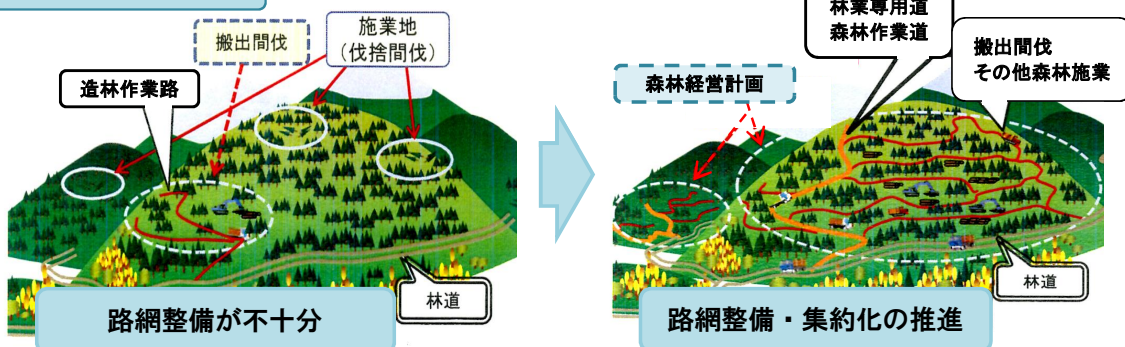 搬出間伐
施業地
（伐捨間伐）
造林作業路
林道
路網整備が不十分
林業専用道
森林作業道
搬出間伐
その他森林施業
森林経営計画
林道
路網整備・集約化の推進